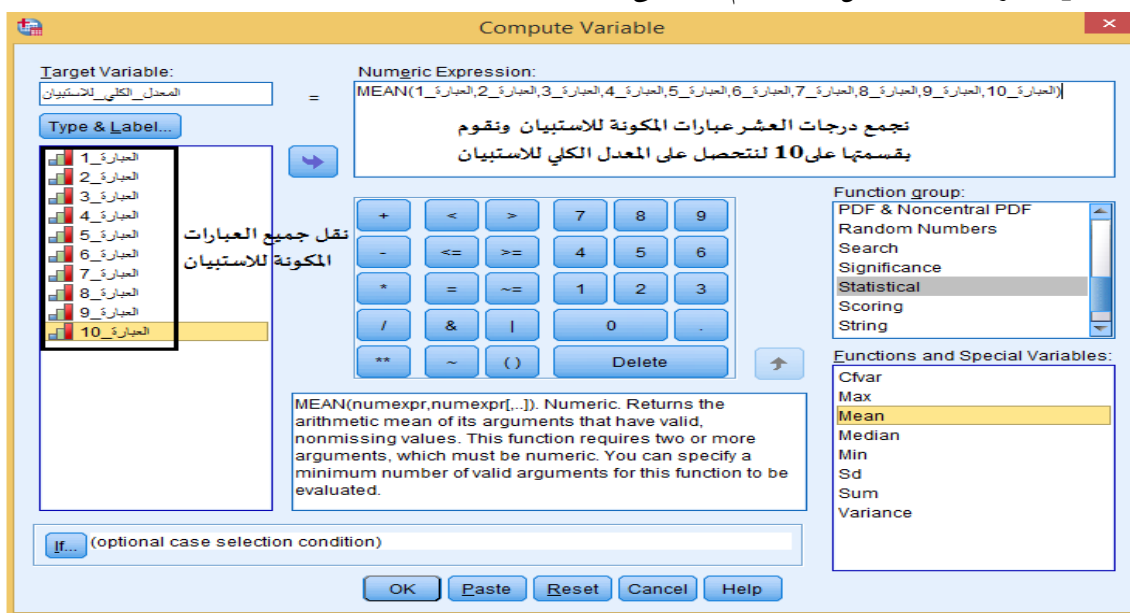 Compute Variable
Target Variable:
المعدل_الكلي_للاستبيان
=
Numeric Expression:
MEAN(العبارة_1,العبارة_2,العبارة_3,العبارة_4,العبارة_5,العبارة_6,العبارة_7,العبارة_8,العبارة_9,العبارة_10)
نجمع درجات العشر عبارات المكونة للاستبيان ونقوم
بقسمتها على 10 لنتحصل على المعدل الكلي للاستبيان
Type & Label...
العبارة_1
العبارة_2
العبارة_3
العبارة_4
العبارة_5
العبارة_6
العبارة_7
العبارة_8
العبارة_9
العبارة_10
نقل جميع العبارات
المكونة للاستبيان
+ < > 7 8 9
- <= >= 4 5 6
* = ~= 1 2 3
/ & | 0 .
** ~ () Delete
Function group:
PDF & Noncentral PDF
Random Numbers
Search
Significance
Statistical
Scoring
String
Functions and Special Variables:
Cfvar
Max
Mean
Median
Min
Sd
Sum
Variance
MEAN(numexpr,numexpr[,..]). Numeric. Returns the
arithmetic mean of its arguments that have valid,
nonmissing values. This function requires two or more
arguments, which must be numeric. You can specify a
minimum number of valid arguments for this function to be
evaluated.
If... (optional case selection condition)
OK Paste Reset Cancel Help